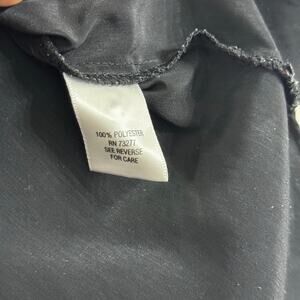 100% POLYESTER
RN 73277
SEE REVERSE
FOR CARE